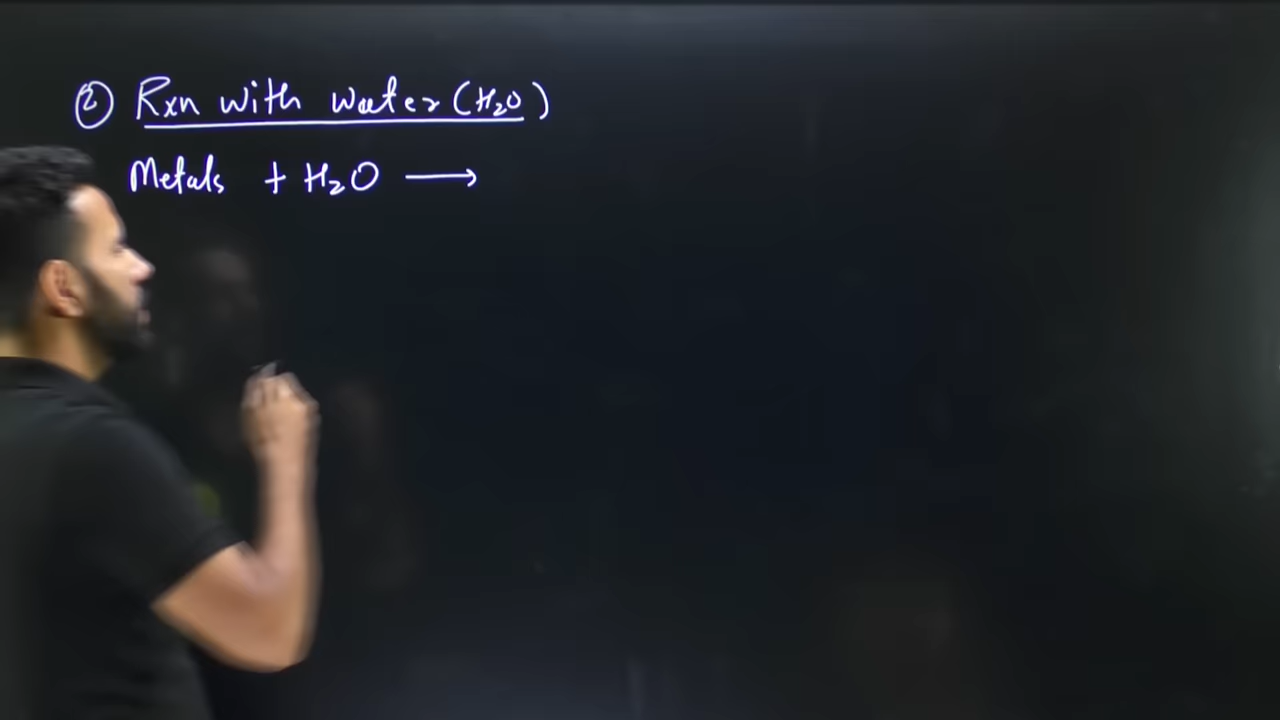 ② Rxn with water (H₂O)
Metals + H₂O ⟶